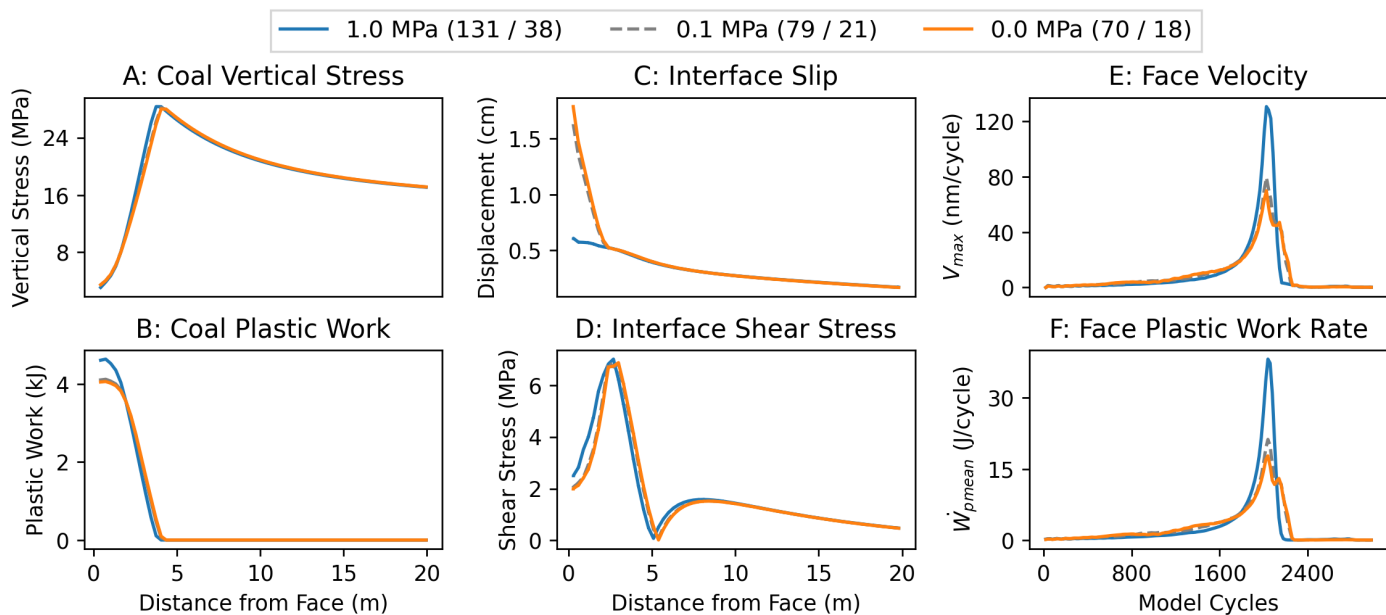 1.0 MPa (131 / 38) 0.1 MPa (79 / 21) 0.0 MPa (70 / 18)
A: Coal Vertical Stress
Vertical Stress (MPa)
24
16
8
C: Interface Slip
Displacement (cm)
1.5
1.0
0.5
E: Face Velocity
V_max (nm/cycle)
120
80
40
0
B: Coal Plastic Work
Plastic Work (kJ)
4
2
0
0 5 10 15 20
Distance from Face (m)
D: Interface Shear Stress
Shear Stress (MPa)
6
4
2
0
0 5 10 15 20
Distance from Face (m)
F: Face Plastic Work Rate
Ẇ_pmean (J/cycle)
30
15
0
0 800 1600 2400
Model Cycles